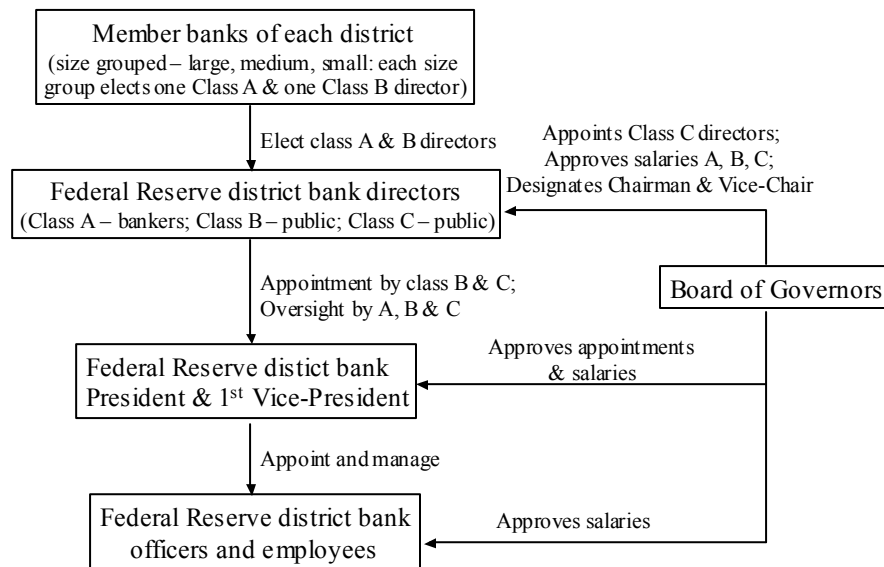 Member banks of each district
(size grouped – large, medium, small: each size
group elects one Class A & one Class B director)
Elect class A & B directors
Appoints Class C directors;
Approves salaries A, B, C;
Designates Chairman & Vice-Chair
Federal Reserve district bank directors
(Class A – bankers; Class B – public; Class C – public)
Appointment by class B & C;
Oversight by A, B & C
Board of Governors
Federal Reserve distict bank
President & 1st Vice-President
Approves appointments
& salaries
Appoint and manage
Federal Reserve district bank
officers and employees
Approves salaries